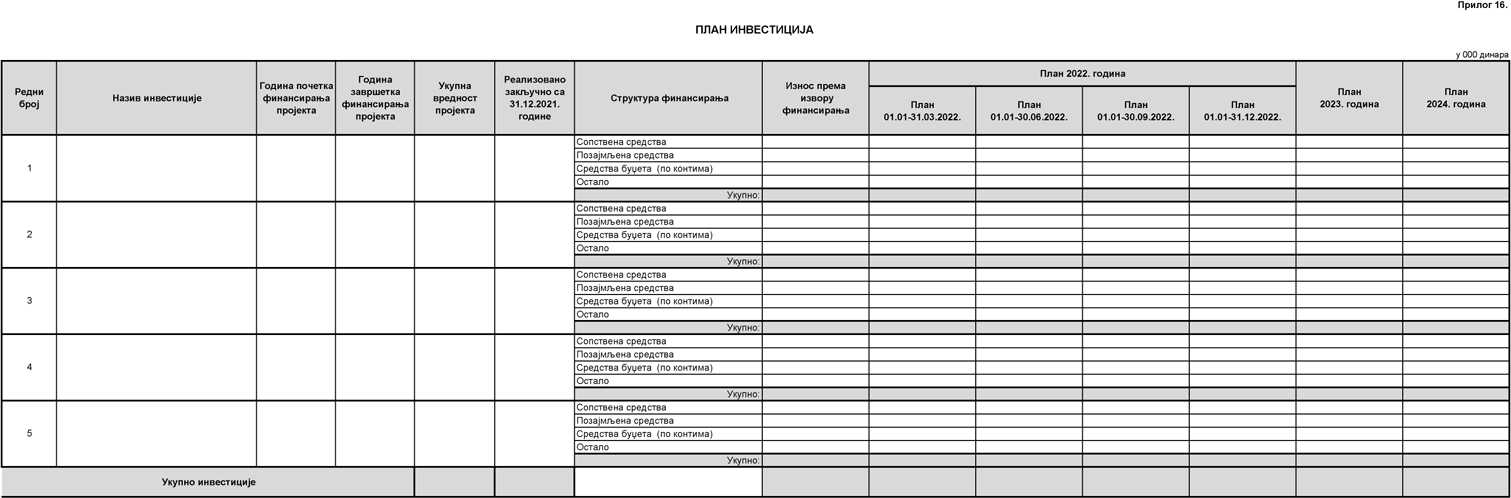 Прилог 16.
ПЛАН ИНВЕСТИЦИЈА
у 000 динара
Редни број
Назив инвестиције
Година почетка финансирања пројекта
Година завршетка финансирања пројекта
Укупна вредност пројекта
Реализовано закључно са 31.12.2021. године
Структура финансирања
Износ према извору финансирања
План 2022. година
План 01.01-31.03.2022.
План 01.01-30.06.2022.
План 01.01-30.09.2022.
План 01.01-31.12.2022.
План 2023. година
План 2024. година
1
Сопствена средства
Позајмљена средства
Средства буџета (по контима)
Остало
Укупно:
2
Сопствена средства
Позајмљена средства
Средства буџета (по контима)
Остало
Укупно:
3
Сопствена средства
Позајмљена средства
Средства буџета (по контима)
Остало
Укупно:
4
Сопствена средства
Позајмљена средства
Средства буџета (по контима)
Остало
Укупно:
5
Сопствена средства
Позајмљена средства
Средства буџета (по контима)
Остало
Укупно:
Укупно инвестиције